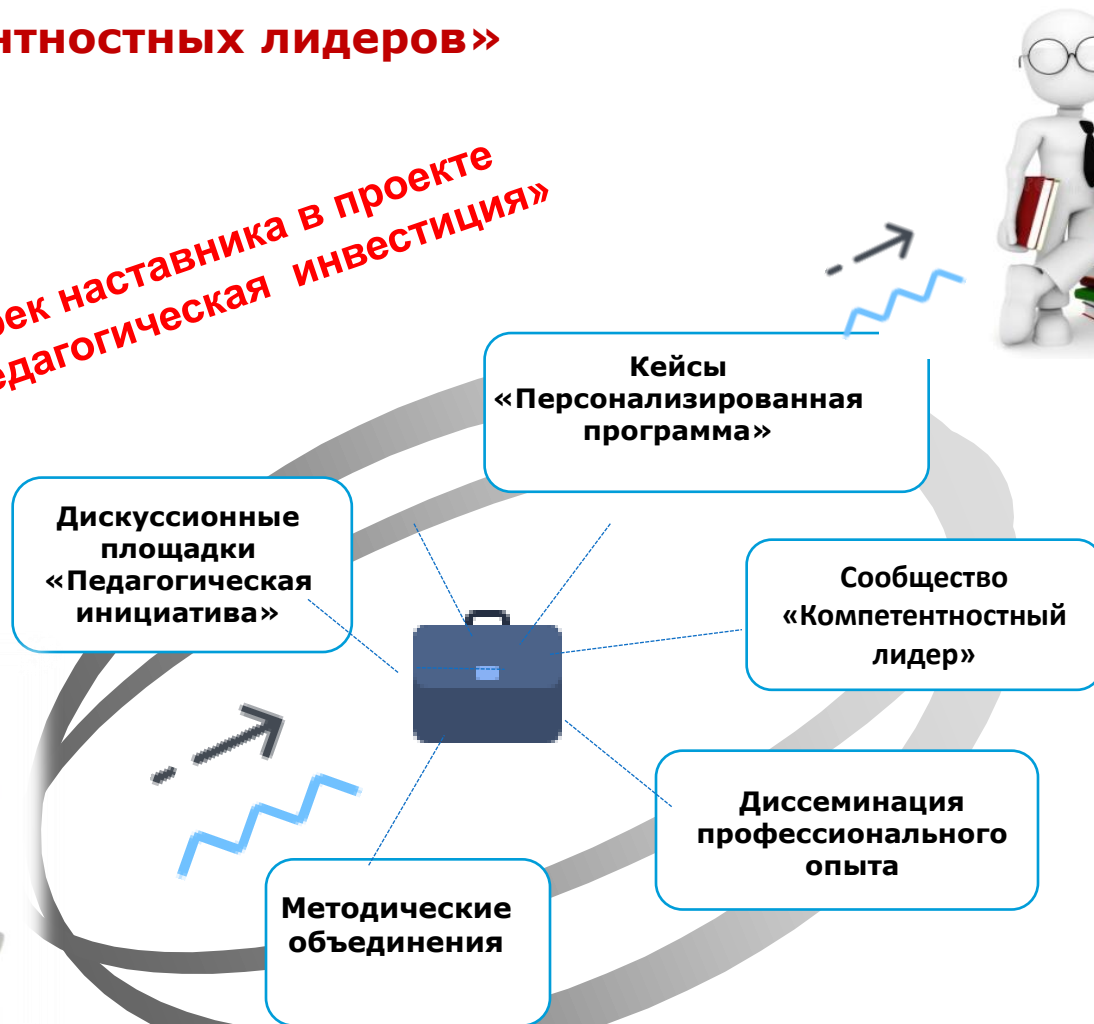 нтностных лидеров»
ек наставника в проекте
едагогическая инвестиция»
Кейсы
«Персонализированная
программа»
Дискуссионные
площадки
«Педагогическая
инициатива»
Сообщество
«Компетентностный
лидер»
Диссеминация
профессионального
опыта
Методические
объединения